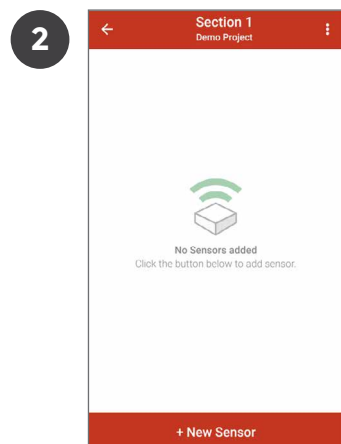 2
Section 1
Demo Project
No Sensors added
Click the button below to add sensor.
+ New Sensor